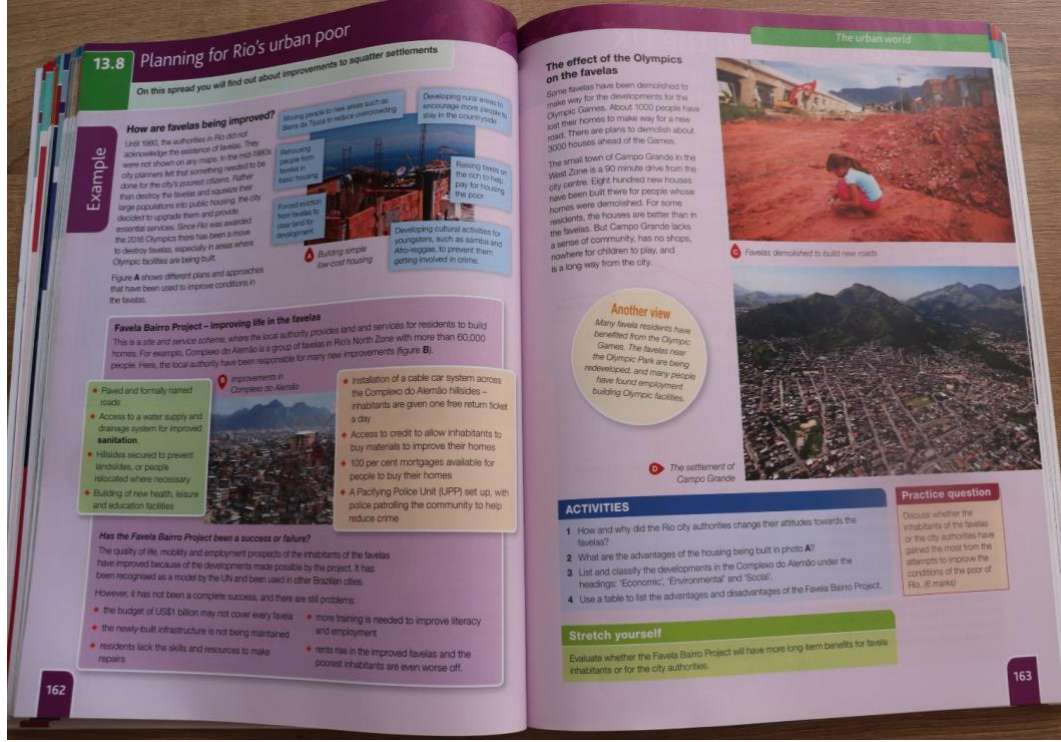 13.8
Planning for Rio's urban poor
On this spread you will find out about improvements to squatter settlements
Example
How are favelas being improved?
Until 1980, the authorities in Rio did not
acknowledge the existence of favelas. They
were not shown on any maps. In the mid-1980s
city planners felt that something needed to be
done for the city's poorest citizens. Rather
than destroy the favelas and squeeze their
large populations into public housing, the city
decided to upgrade them and provide
essential services. Since Rio was awarded
the 2016 Olympics there has been a move
to destroy favelas, especially in areas where
Olympic facilities are being built.
Figure A shows different plans and approaches
that have been used to improve conditions in
the favelas.
Moving people to new areas such as
Barra da Tijuca to reduce overcrowding
Developing rural areas to
encourage more people to
stay in the countryside
Rehousing
people from
favelas in
basic housing
Raising taxes on
the rich to help
pay for housing
the poor
Forced eviction
from favelas to
clear land for
development
Developing cultural activities for
youngsters, such as samba and
Afro-reggae, to prevent them
getting involved in crime.
A Building simple
low-cost housing
Favela Bairro Project – improving life in the favelas
This is a site and service scheme, where the local authority provides land and services for residents to build
homes. For example, Complexo do Alemão is a group of favelas in Rio's North Zone with more than 60,000
people. Here, the local authority have been responsible for many new improvements (figure B).
Paved and formally named
roads
Access to a water supply and
drainage system for improved
sanitation.
Hillsides secured to prevent
landslides, or people
relocated where necessary
Building of new health, leisure
and education facilities
B Improvements in
Complexo do Alemão
Installation of a cable car system across
the Complexo do Alemão hillsides –
inhabitants are given one free return ticket
a day
Access to credit to allow inhabitants to
buy materials to improve their homes
100 per cent mortgages available for
people to buy their homes
A Pacifying Police Unit (UPP) set up, with
police patrolling the community to help
reduce crime
Has the Favela Bairro Project been a success or failure?
The quality of life, mobility and employment prospects of the inhabitants of the favelas
have improved because of the developments made possible by the project. It has
been recognised as a model by the UN and been used in other Brazilian cities.
However, it has not been a complete success, and there are still problems:
the budget of US$1 billion may not cover every favela
the newly-built infrastructure is not being maintained
residents lack the skills and resources to make
repairs
more training is needed to improve literacy
and employment
rents rise in the improved favelas and the
poorest inhabitants are even worse off.
162
The urban world
The effect of the Olympics
on the favelas
Some favelas have been demolished to
make way for the developments for the
Olympic Games. About 1000 people have
lost their homes to make way for a new
road. There are plans to demolish about
3000 houses ahead of the Games.
The small town of Campo Grande in the
West Zone is a 90 minute drive from the
city centre. Eight hundred new houses
have been built there for people whose
homes were demolished. For some
residents, the houses are better than in
the favelas. But Campo Grande lacks
a sense of community, has no shops,
nowhere for children to play, and
is a long way from the city.
C Favelas demolished to build new roads
Another view
Many favela residents have
benefited from the Olympic
Games. The favelas near
the Olympic Park are being
redeveloped, and many people
have found employment
building Olympic facilities.
D The settlement of
Campo Grande
ACTIVITIES
1 How and why did the Rio city authorities change their attitudes towards the
favelas?
2 What are the advantages of the housing being built in photo A?
3 List and classify the developments in the Complexo do Alemão under the
headings: 'Economic', 'Environmental' and 'Social'.
4 Use a table to list the advantages and disadvantages of the Favela Bairro Project.
Practice question
Discuss whether the
inhabitants of the favelas
or the city authorities have
gained the most from the
attempts to improve the
conditions of the poor of
Rio. (6 marks)
Stretch yourself
Evaluate whether the Favela Bairro Project will have more long-term benefits for favela
inhabitants or for the city authorities.
163